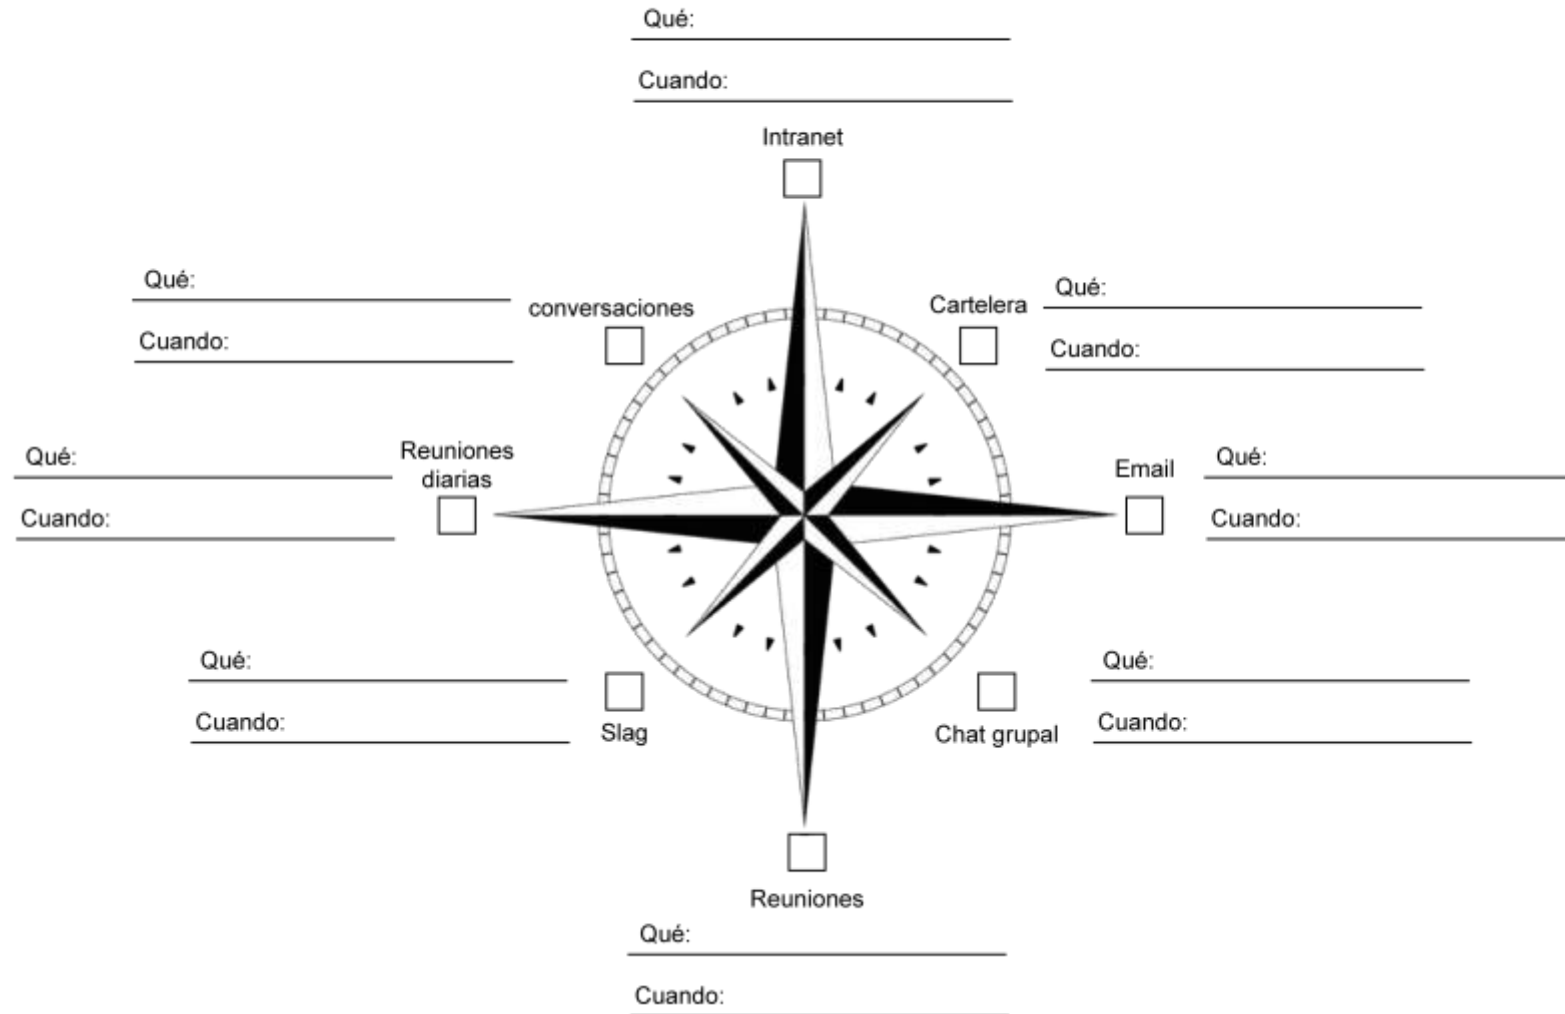 Qué:
Cuando:
Intranet
Qué:
Cuando:
conversaciones
Cartelera
Qué:
Cuando:
Qué:
Cuando:
Reuniones
diarias
Email
Qué:
Cuando:
Qué:
Cuando:
Slag
Chat grupal
Qué:
Cuando:
Reuniones
Qué:
Cuando: